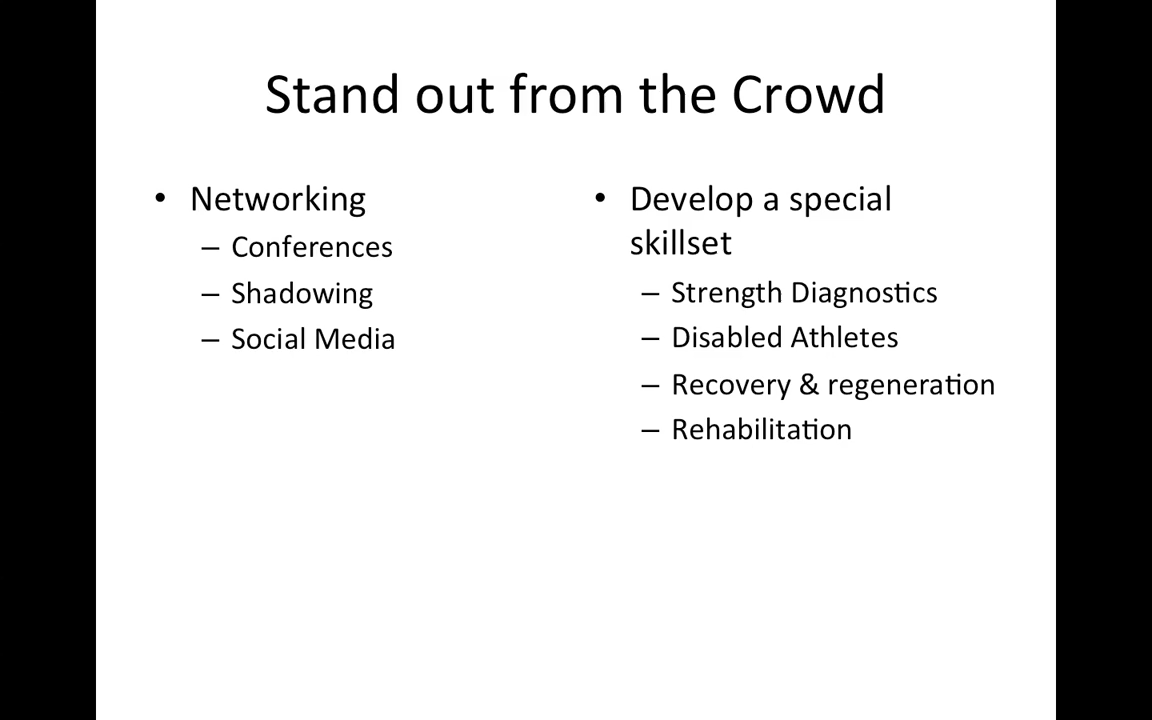 Stand out from the Crowd
• Networking
– Conferences
– Shadowing
– Social Media
• Develop a special
skillset
– Strength Diagnostics
– Disabled Athletes
– Recovery & regeneration
– Rehabilitation